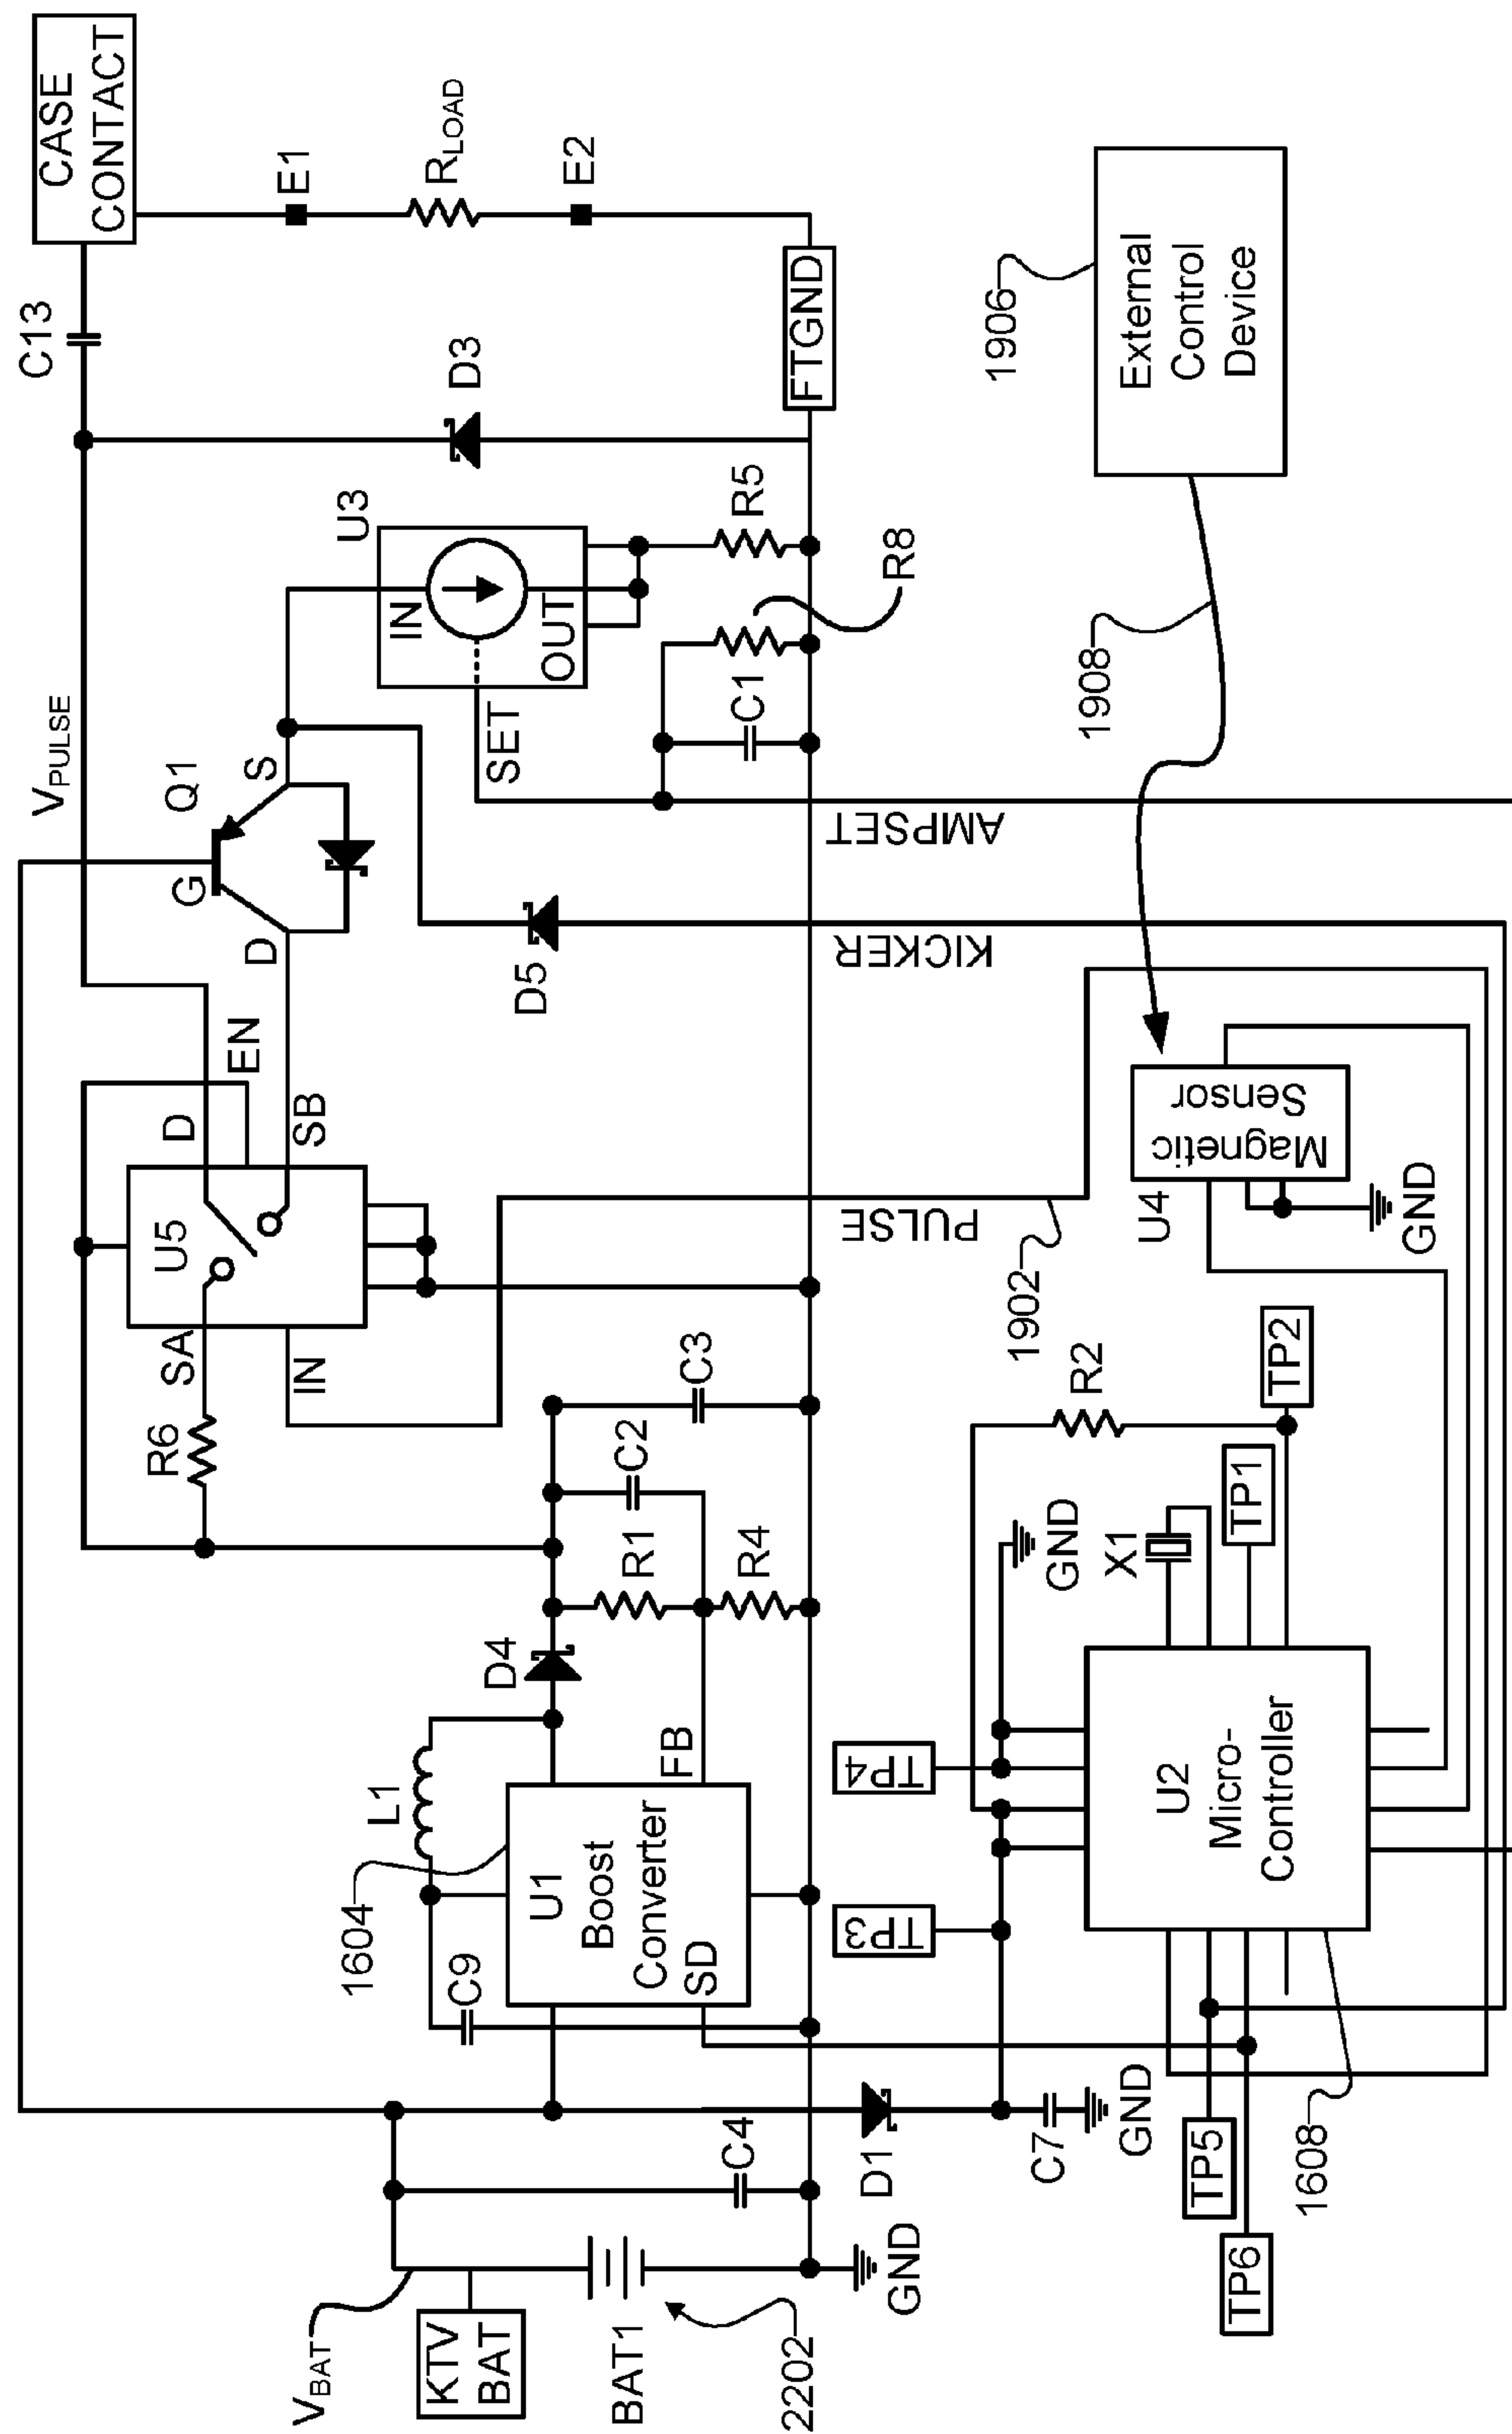 CASE
CONTACT
C13
E1
R_LOAD
E2
D3
FTGND
V_PULSE
U3
IN
OUT
SET
R5
R8
C1
Q1
G
S
D
AMPSET
D5
KICKER
EN
D
SB
U5
SA
IN
R6
PULSE
1902
External
Control
Device
1906
1908
Magnetic
Sensor
U4
GND
C3
C2
R1
R4
D4
L1
FB
1604
U1
Boost
Converter
SD
C9
R2
TP2
TP1
X1
GND
TP4
TP3
U2
Micro-
Controller
1608
C4
D1
C7
GND
TP5
TP6
V_BAT
KTV
BAT
BAT1
2202
GND